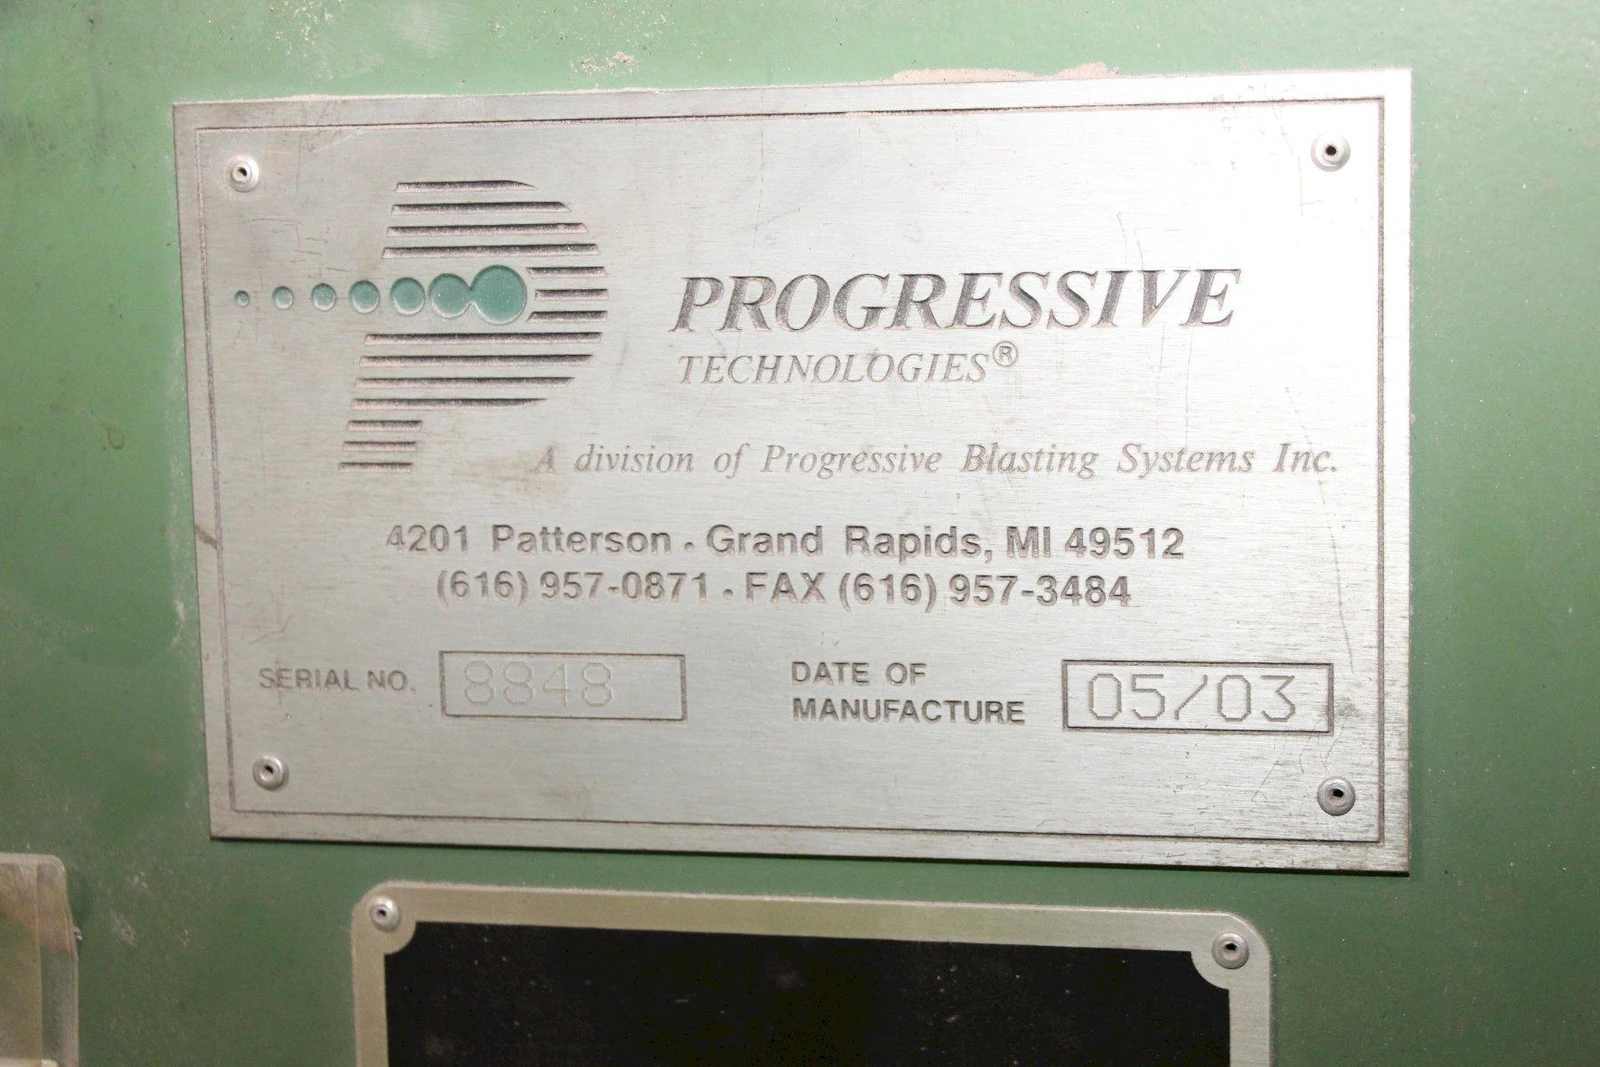 PROGRESSIVE
TECHNOLOGIES®
A division of Progressive Blasting Systems Inc.
4201 Patterson • Grand Rapids, MI 49512
(616) 957-0871 • FAX (616) 957-3484
SERIAL NO. 8848
DATE OF
MANUFACTURE 05/03